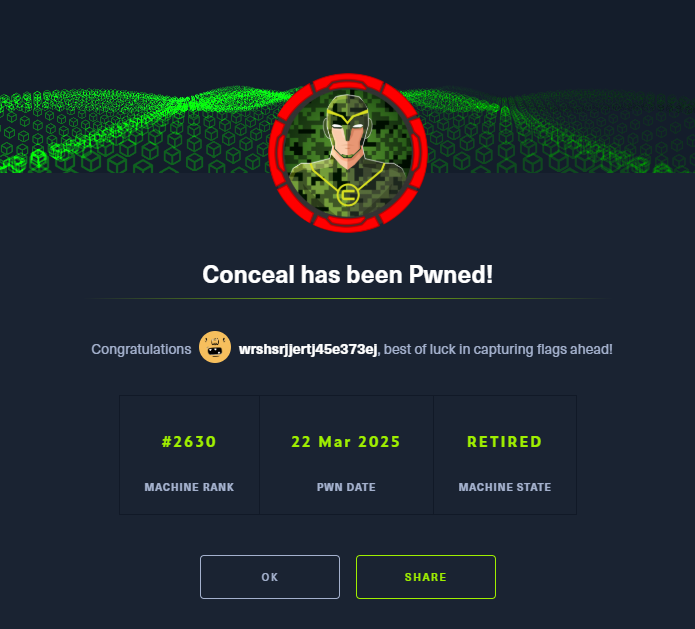 Conceal has been Pwned!
Congratulations wrshsrjjertj45e373ej, best of luck in capturing flags ahead!
#2630 22 Mar 2025 RETIRED
MACHINE RANK PWN DATE MACHINE STATE
OK SHARE